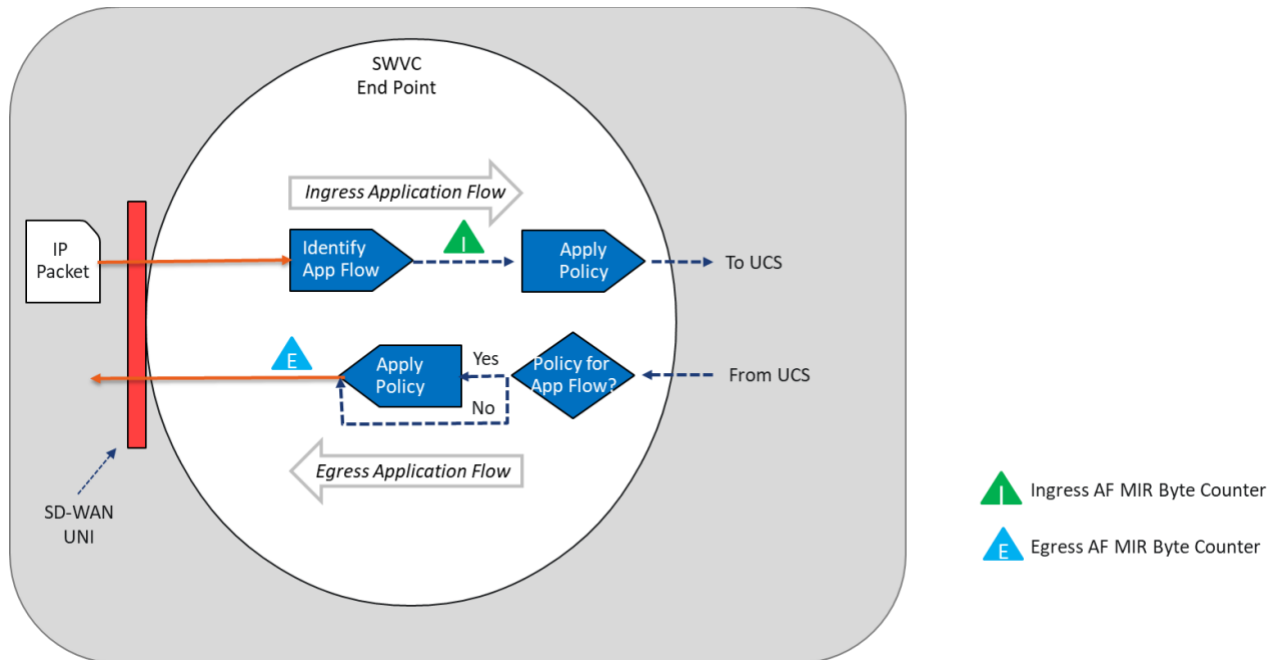 SWVC
End Point
Ingress Application Flow
IP
Packet
Identify
App Flow
I
Apply
Policy
To UCS
E
Apply
Policy
Yes
No
Policy for
App Flow?
From UCS
Egress Application Flow
SD-WAN
UNI
I Ingress AF MIR Byte Counter
E Egress AF MIR Byte Counter